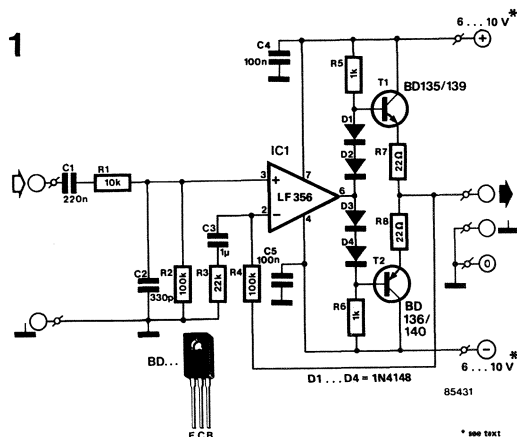 1
6 ... 10 V*
+
C4
100n
R5
1k
T1
BD135/139
D1
D2
R7
22Ω
IC1
C1
220n
R1
10k
3
+
7
LF 356
6
2
−
4
C3
1µ
D3
D4
R8
22Ω
0
C2
330p
R2
100k
R3
22k
R4
100k
C5
100n
T2
BD
136/
140
R6
1k
BD...
E C B
−
6 ... 10 V*
D1 ... D4 = 1N4148
85431
* see text